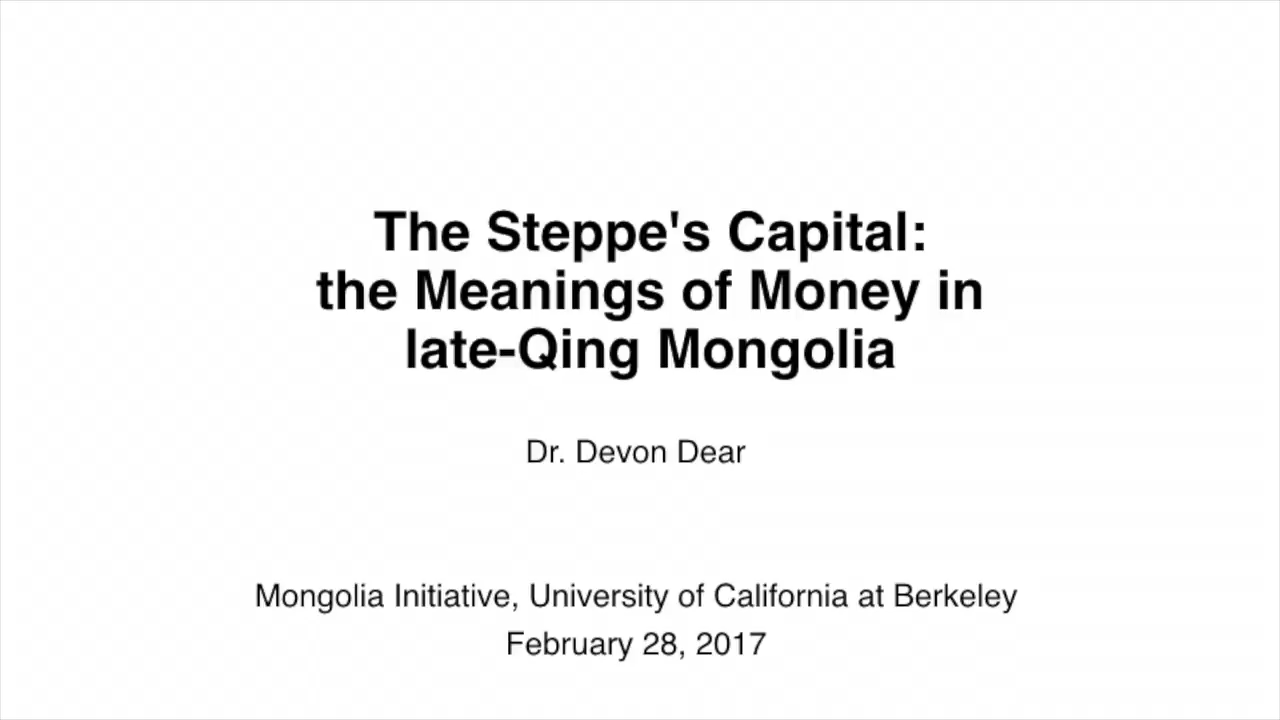 The Steppe's Capital:
the Meanings of Money in
late-Qing Mongolia
Dr. Devon Dear
Mongolia Initiative, University of California at Berkeley
February 28, 2017